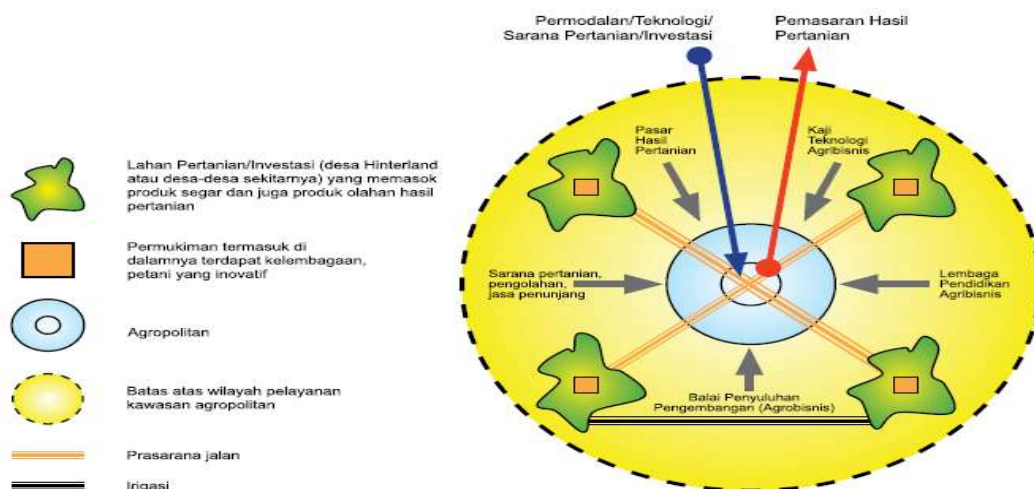 Permodalan/Teknologi/
Sarana Pertanian/Investasi
Pemasaran Hasil
Pertanian
Lahan Pertanian/Investasi (desa Hinterland
atau desa-desa sekitarnya) yang memasok
produk segar dan juga produk olahan hasil
pertanian
Permukiman termasuk di
dalamnya terdapat kelembagaan,
petani yang inovatif
Agropolitan
Batas atas wilayah pelayanan
kawasan agropolitan
Prasarana jalan
Irigasi
Pasar
Hasil
Pertanian
Kaji
Teknologi
Agribisnis
Sarana pertanian,
pengolahan,
jasa penunjang
Lembaga
Pendidikan
Agribisnis
Balai Penyuluhan
Pengembangan (Agrobisnis)